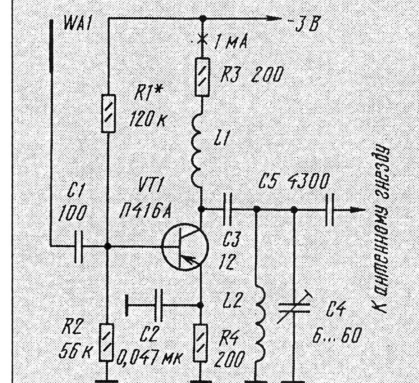 WA1
-3 В
1 мА
R3 200
R1*
120 к
L1
VT1
П416А
C1
100
C5 4300
C3
12
К антенному гнезду
L2
C4
6...60
C2
0,047 мк
R2
56 к
R4
200